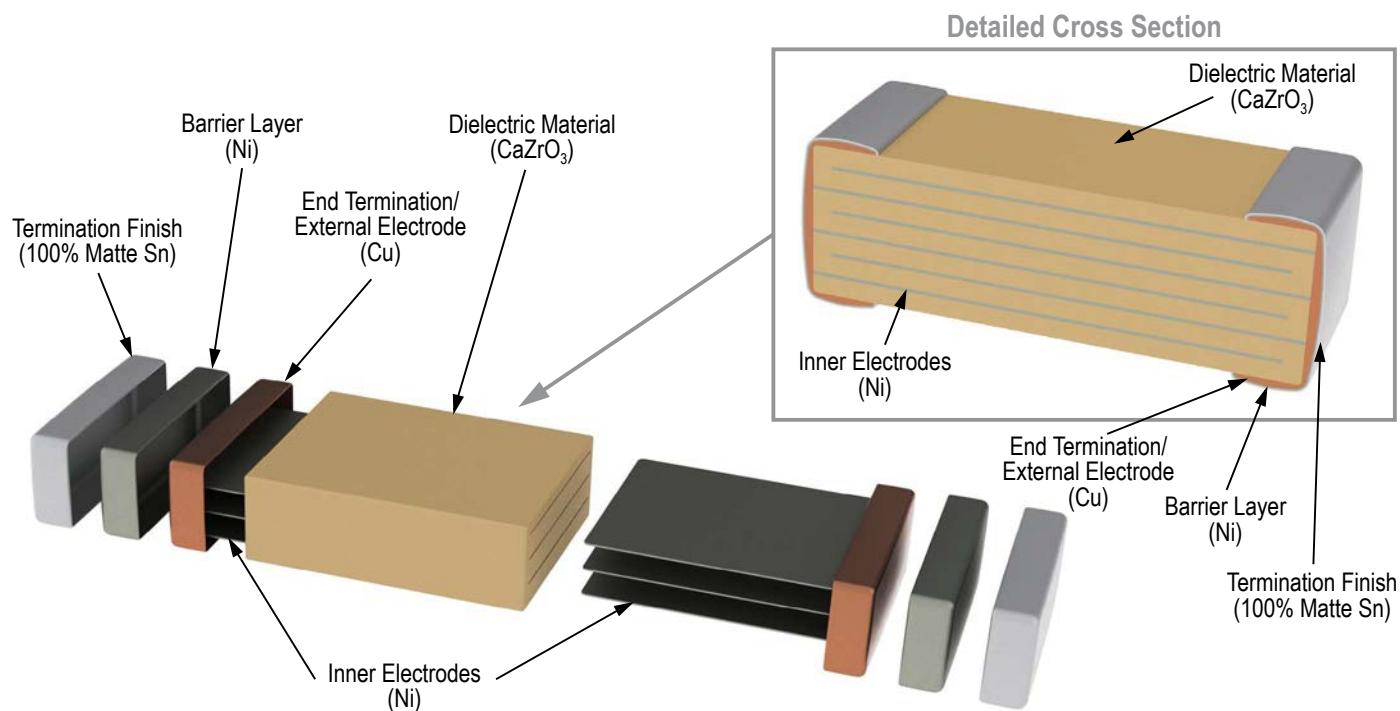 Detailed Cross Section
Dielectric Material
(CaZrO₃)
Barrier Layer
(Ni)
Dielectric Material
(CaZrO₃)
End Termination/
External Electrode
(Cu)
Termination Finish
(100% Matte Sn)
Inner Electrodes
(Ni)
End Termination/
External Electrode
(Cu)
Barrier Layer
(Ni)
Termination Finish
(100% Matte Sn)
Inner Electrodes
(Ni)